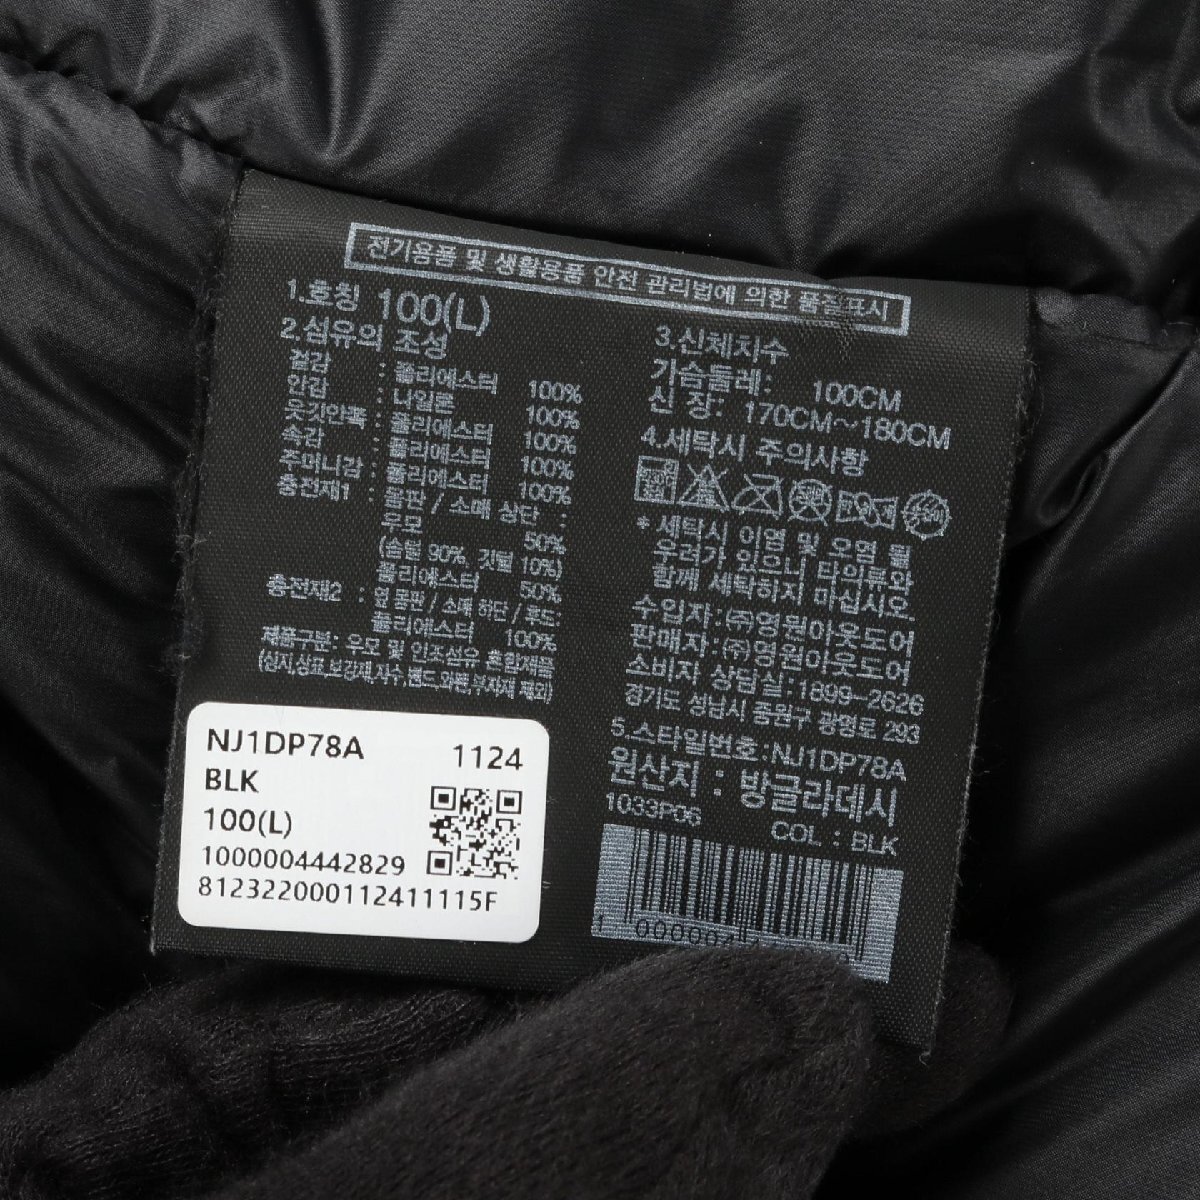 전기용품 및 생활용품 안전 관리법에 의한 품질표시
1.호칭 100(L)
2.섬유의 조성
겉감 : 폴리에스터 100%
안감 : 나일론 100%
옷깃안쪽 : 폴리에스터 100%
속감 : 폴리에스터 100%
주머니감 : 폴리에스터 100%
충전재1 : 몸판 / 소매 상단 :
우모 50%
(솜털 90%, 깃털 10%)
폴리에스터 50%
충전재2 : 옆 몸판 / 소매 하단 / 후드:
폴리에스터 100%
제품구분: 우모 및 인조섬유 혼합제품
(심지,상표,보강재,자수,밴드,와펜,부자재 제외)
3.신체치수
가슴둘레: 100CM
신 장: 170CM~180CM
4.세탁시 주의사항
* 세탁시 이염 및 오염 될
우려가 있으니 타의류와
함께 세탁하지 마십시오.
수입자:(주)영원아웃도어
판매자:(주)영원아웃도어
소비자 상담실:1899-2626
경기도 성남시 중원구 광명로 293
5.스타일번호:NJ1DP78A
원산지 : 방글라데시
1033P06 COL : BLK
NJ1DP78A 1124
BLK
100(L)
1000004442829
812322000112411115F